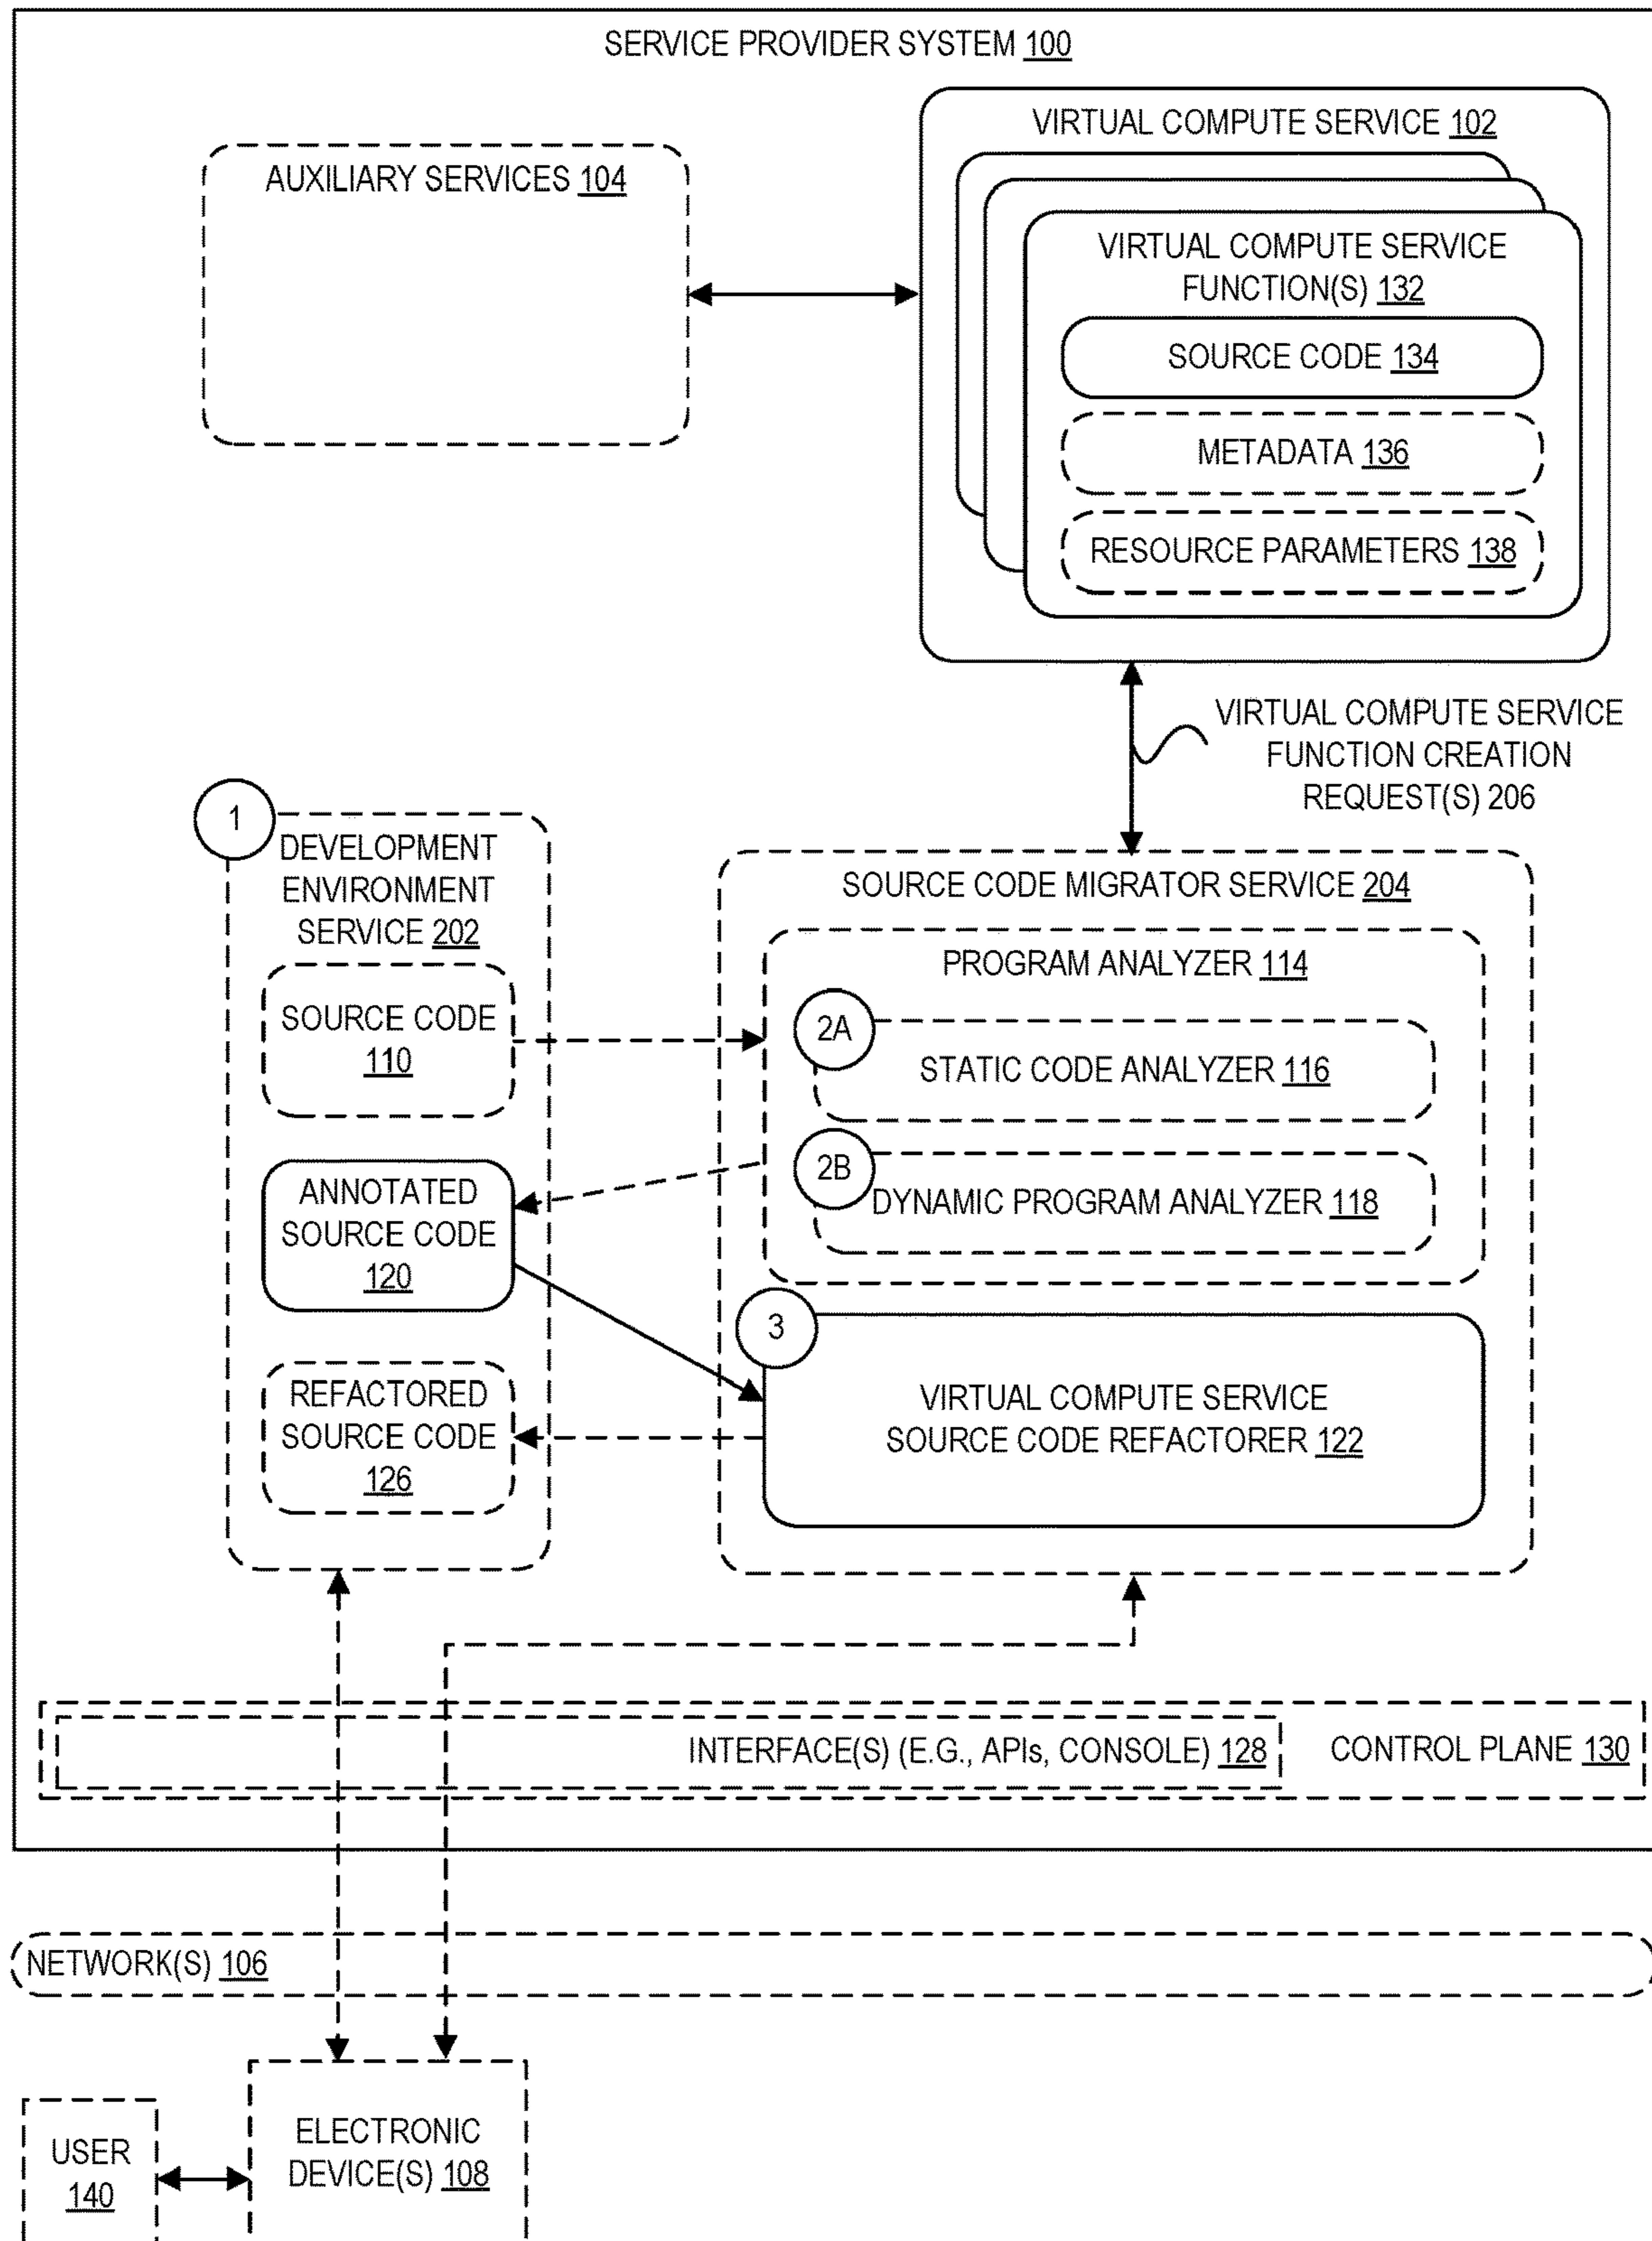 SERVICE PROVIDER SYSTEM 100
VIRTUAL COMPUTE SERVICE 102
AUXILIARY SERVICES 104
VIRTUAL COMPUTE SERVICE
FUNCTION(S) 132
SOURCE CODE 134
METADATA 136
RESOURCE PARAMETERS 138
VIRTUAL COMPUTE SERVICE
FUNCTION CREATION
REQUEST(S) 206
1
DEVELOPMENT
ENVIRONMENT
SERVICE 202
SOURCE CODE
110
ANNOTATED
SOURCE CODE
120
REFACTORED
SOURCE CODE
126
SOURCE CODE MIGRATOR SERVICE 204
PROGRAM ANALYZER 114
2A
STATIC CODE ANALYZER 116
2B
DYNAMIC PROGRAM ANALYZER 118
3
VIRTUAL COMPUTE SERVICE
SOURCE CODE REFACTORER 122
INTERFACE(S) (E.G., APIs, CONSOLE) 128
CONTROL PLANE 130
NETWORK(S) 106
USER
140
ELECTRONIC
DEVICE(S) 108